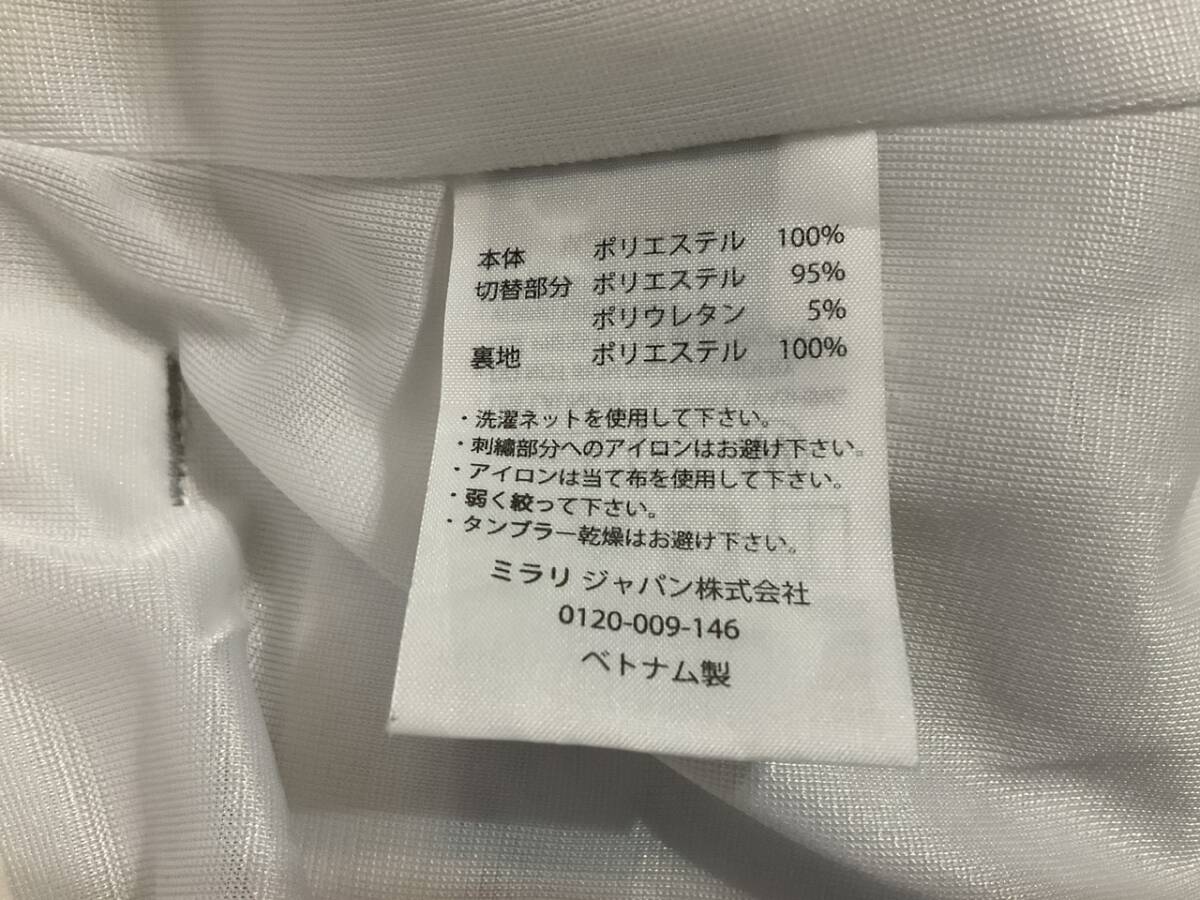 本体 ポリエステル 100%
切替部分 ポリエステル 95%
ポリウレタン 5%
裏地 ポリエステル 100%
・洗濯ネットを使用して下さい。
・刺繍部分へのアイロンはお避け下さい。
・アイロンは当て布を使用して下さい。
・弱く絞って下さい。
・タンブラー乾燥はお避け下さい。
ミラリ ジャパン株式会社
0120-009-146
ベトナム製